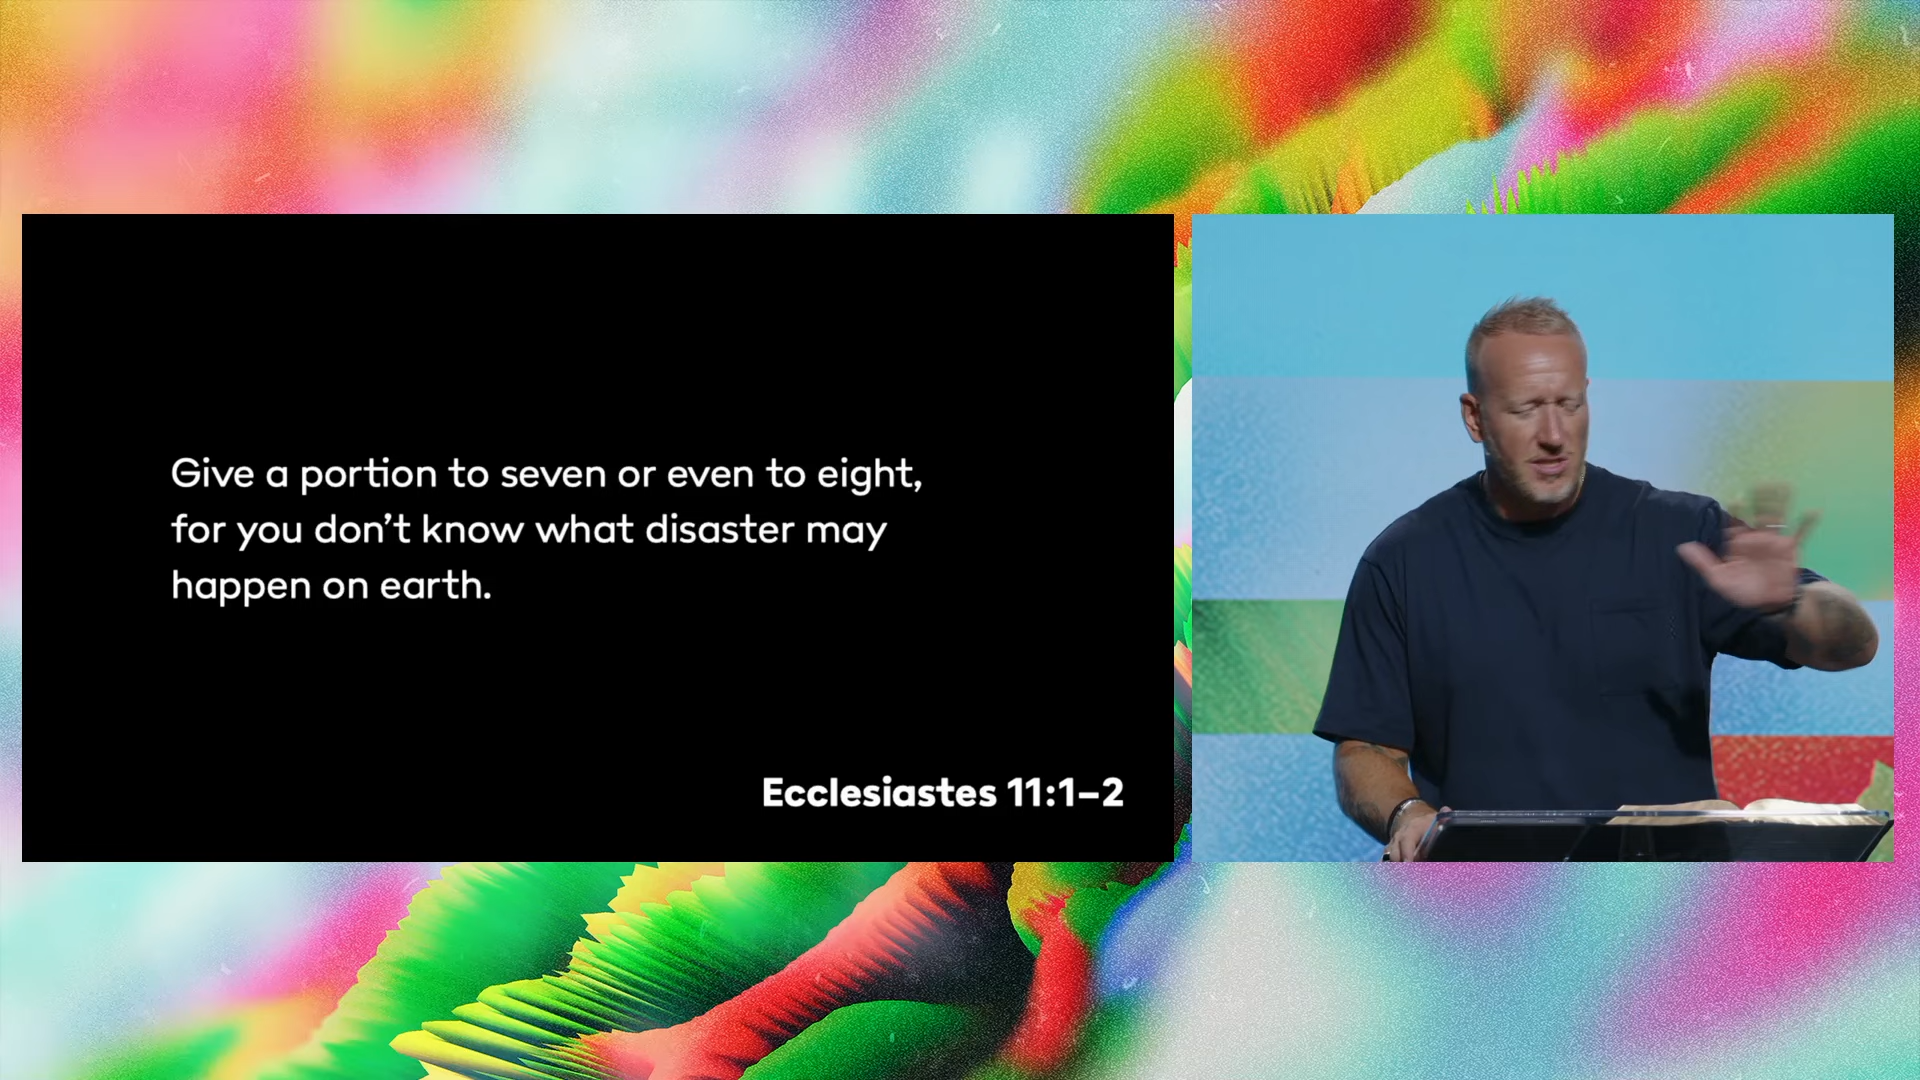 Give a portion to seven or even to eight,
for you don’t know what disaster may
happen on earth.
Ecclesiastes 11:1–2